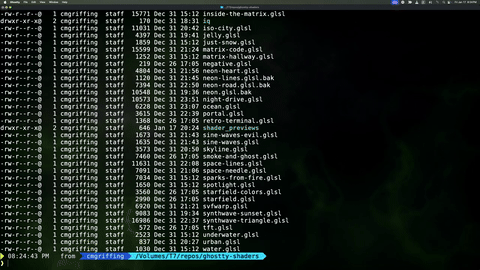 -rw-r--r--@ 1 cmgriffing staff 15771 Dec 31 15:12 inside-the-matrix.glsl
drwxr-xr-x@ 2 cmgriffing staff 170 Dec 31 18:31 iq
-rw-r--r--@ 1 cmgriffing staff 11031 Dec 31 20:42 iso-city.glsl
-rw-r--r--@ 1 cmgriffing staff 4397 Dec 31 19:41 jelly.glsl
-rw-r--r--@ 1 cmgriffing staff 1859 Dec 31 15:12 just-snow.glsl
-rw-r--r--@ 1 cmgriffing staff 15599 Dec 31 21:24 matrix-code.glsl
-rw-r--r--@ 1 cmgriffing staff 1252 Dec 31 15:12 matrix-hallway.glsl
-rw-r--r--@ 1 cmgriffing staff 219 Dec 26 17:05 negative.glsl
-rw-r--r--@ 1 cmgriffing staff 4804 Dec 31 21:56 neon-heart.glsl
-rw-r--r--@ 1 cmgriffing staff 1120 Dec 31 21:45 neon-lines.glsl.bak
-rw-r--r--@ 1 cmgriffing staff 7394 Dec 31 22:50 neon-road.glsl.bak
-rw-r--r--@ 1 cmgriffing staff 10548 Dec 31 19:36 neon.glsl.bak
-rw-r--r--@ 1 cmgriffing staff 10573 Dec 31 23:51 night-drive.glsl
-rw-r--r--@ 1 cmgriffing staff 6228 Dec 31 23:07 ocean.glsl
-rw-r--r--@ 1 cmgriffing staff 3615 Dec 31 22:39 portal.glsl
-rw-r--r--@ 1 cmgriffing staff 1368 Dec 26 17:05 retro-terminal.glsl
drwxr-xr-x@ 2 cmgriffing staff 646 Jan 17 20:24 shader_previews
-rw-r--r--@ 1 cmgriffing staff 1673 Dec 31 21:43 sine-waves-evil.glsl
-rw-r--r--@ 1 cmgriffing staff 1635 Dec 31 21:43 sine-waves.glsl
-rw-r--r--@ 1 cmgriffing staff 3573 Dec 31 20:50 skyline.glsl
-rw-r--r--@ 1 cmgriffing staff 7460 Dec 26 17:05 smoke-and-ghost.glsl
-rw-r--r--@ 1 cmgriffing staff 11631 Dec 31 22:08 space-lines.glsl
-rw-r--r--@ 1 cmgriffing staff 7091 Dec 31 21:06 space-needle.glsl
-rw-r--r--@ 1 cmgriffing staff 7034 Dec 31 15:12 sparks-from-fire.glsl
-rw-r--r--@ 1 cmgriffing staff 1650 Dec 31 15:12 spotlight.glsl
-rw-r--r--@ 1 cmgriffing staff 3560 Dec 26 17:05 starfield-colors.glsl
-rw-r--r--@ 1 cmgriffing staff 2990 Dec 26 17:05 starfield.glsl
-rw-r--r--@ 1 cmgriffing staff 6920 Dec 31 21:21 svfwarp.glsl
-rw-r--r--@ 1 cmgriffing staff 9083 Dec 31 19:34 synthwave-sunset.glsl
-rw-r--r--@ 1 cmgriffing staff 16986 Dec 31 22:37 synthwave-triangle.glsl
-rw-r--r--@ 1 cmgriffing staff 572 Dec 26 17:05 tft.glsl
-rw-r--r--@ 1 cmgriffing staff 2523 Dec 31 15:12 underwater.glsl
-rw-r--r--@ 1 cmgriffing staff 837 Dec 31 20:27 urban.glsl
-rw-r--r--@ 1 cmgriffing staff 1030 Dec 31 15:12 water.glsl
08:24:43 PM from cmgriffing /Volumes/T7/repos/ghostty-shaders